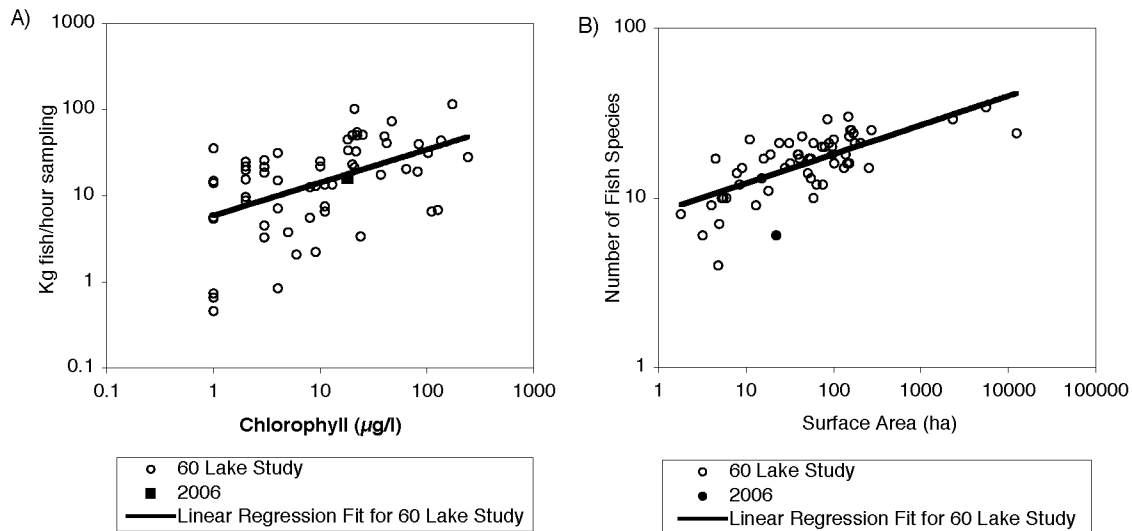 A)
Kg fish/hour sampling
1000
100
10
1
0.1
1 10 100 1000
Chlorophyll (µg/l)
60 Lake Study
2006
Linear Regression Fit for 60 Lake Study
B)
Number of Fish Species
100
10
1
1 10 100 1000 10000 100000
Surface Area (ha)
60 Lake Study
2006
Linear Regression Fit for 60 Lake Study